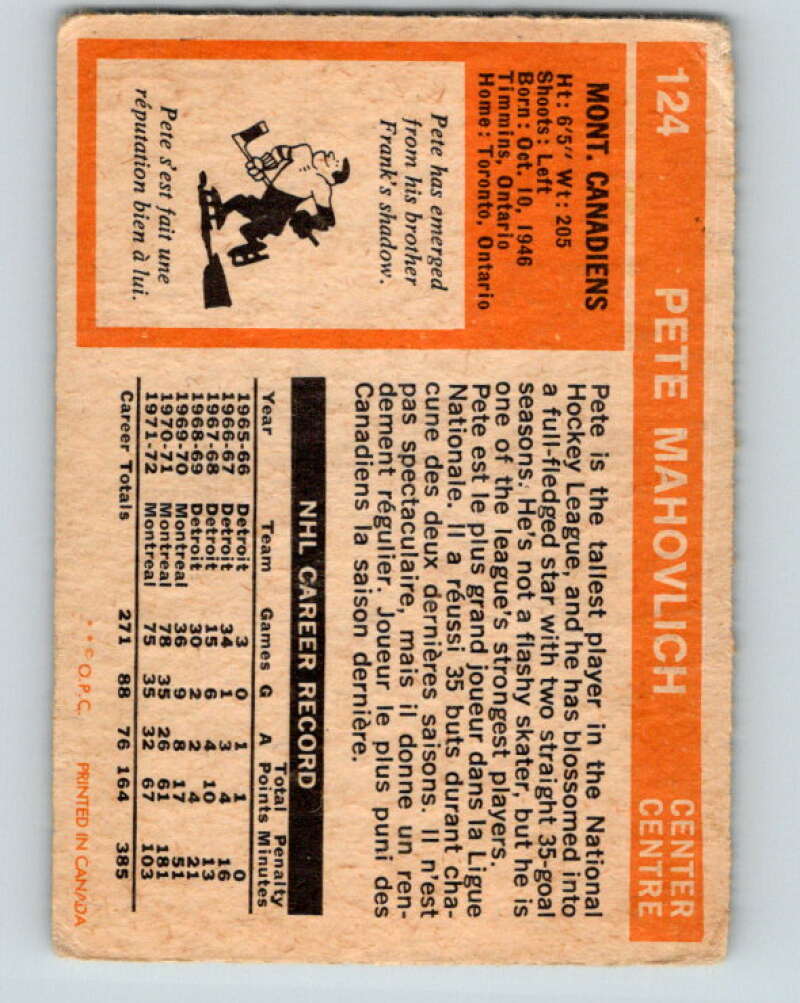 124 PETE MAHOVLICH CENTER
CENTRE
MONT. CANADIENS
Ht: 6'5" Wt: 205
Shoots: Left
Born: Oct. 10, 1946
Timmins, Ontario
Home: Toronto, Ontario
Pete has emerged
from his brother
Frank's shadow.
Pete s'est fait une
réputation bien à lui.
Pete is the tallest player in the National
Hockey League, and he has blossomed into
a full-fledged star with two straight 35-goal
seasons. He's not a flashy skater, but he is
one of the league's strongest players.
Pete est le plus grand joueur dans la Ligue
Nationale. Il a réussi 35 buts durant cha-
cune des deux dernières saisons. Il n'est
pas spectaculaire, mais il donne un ren-
dement régulier. Joueur le plus puni des
Canadiens la saison dernière.
NHL CAREER RECORD
Total Penalty
Year Team Games G A Points Minutes
1965-66 Detroit 3 0 1 1 0
1966-67 Detroit 34 1 3 4 16
1967-68 Detroit 15 6 4 10 13
1968-69 Detroit 30 2 2 4 21
1969-70 Montreal 36 9 8 17 51
1970-71 Montreal 78 35 26 61 181
1971-72 Montreal 75 35 32 67 103
Career Totals 271 88 76 164 385
* * © O.P.C. PRINTED IN CANADA